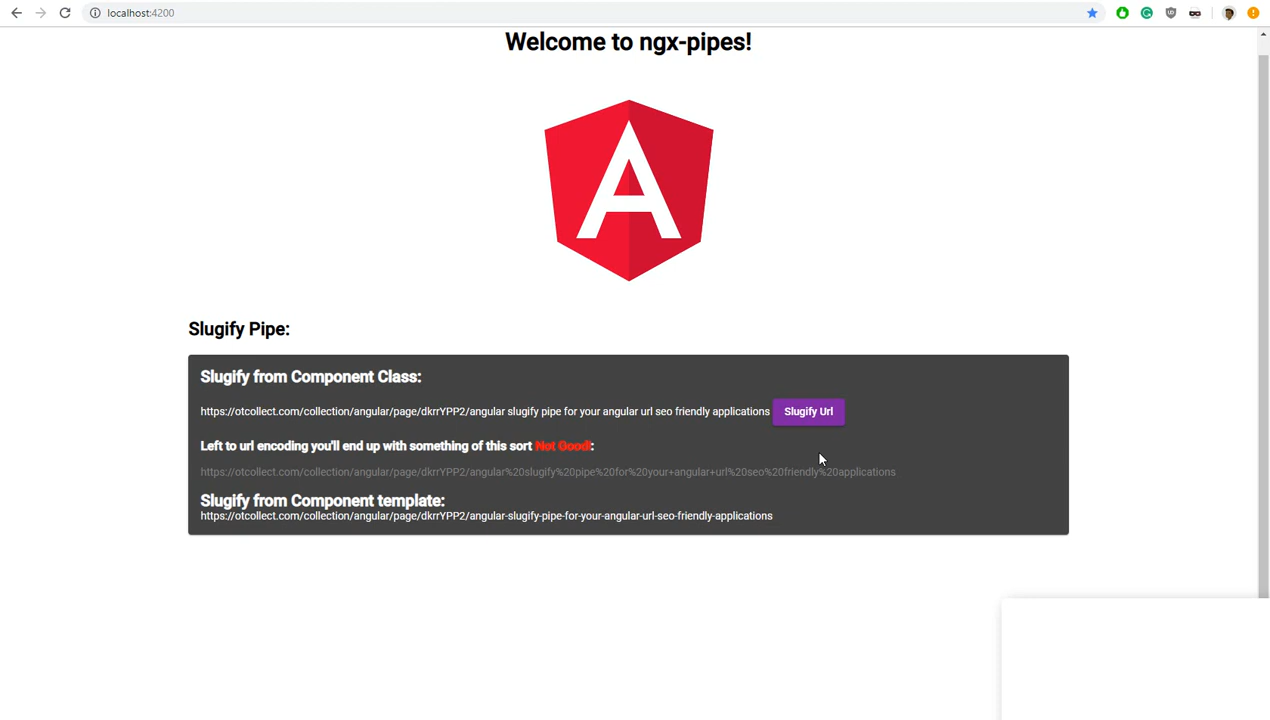 localhost:4200
Welcome to ngx-pipes!
A
Slugify Pipe:
Slugify from Component Class:
https://otcollect.com/collection/angular/page/dkrrYPP2/angular slugify pipe for your angular url seo friendly applications Slugify Url
Left to url encoding you'll end up with something of this sort Not Good!:
https://otcollect.com/collection/angular/page/dkrrYPP2/angular%20slugify%20pipe%20for%20your+angular+url%20seo%20friendly%20applications
Slugify from Component template:
https://otcollect.com/collection/angular/page/dkrrYPP2/angular-slugify-pipe-for-your-angular-url-seo-friendly-applications